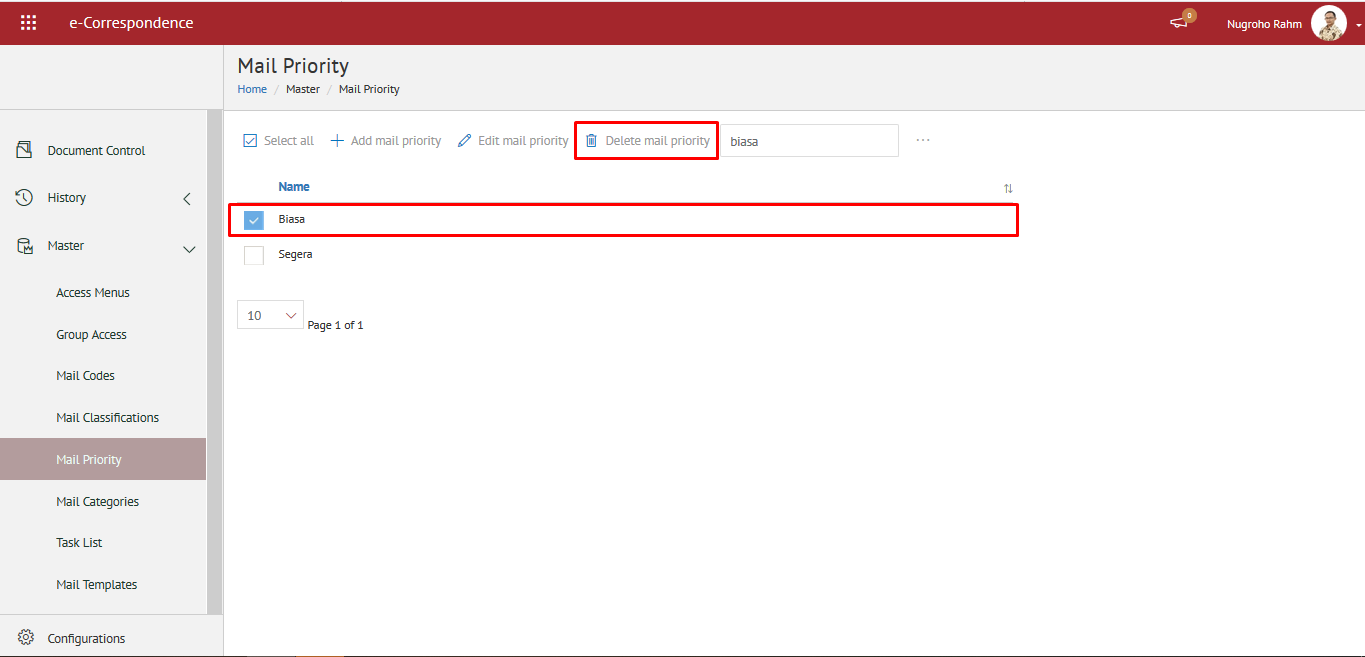 e-Correspondence
0
Nugroho Rahm
Mail Priority
Home / Master / Mail Priority
Select all
Add mail priority
Edit mail priority
Delete mail priority
biasa
...
Document Control
History
Master
Access Menus
Group Access
Mail Codes
Mail Classifications
Mail Priority
Mail Categories
Task List
Mail Templates
Configurations
Name
Biasa
Segera
10
Page 1 of 1